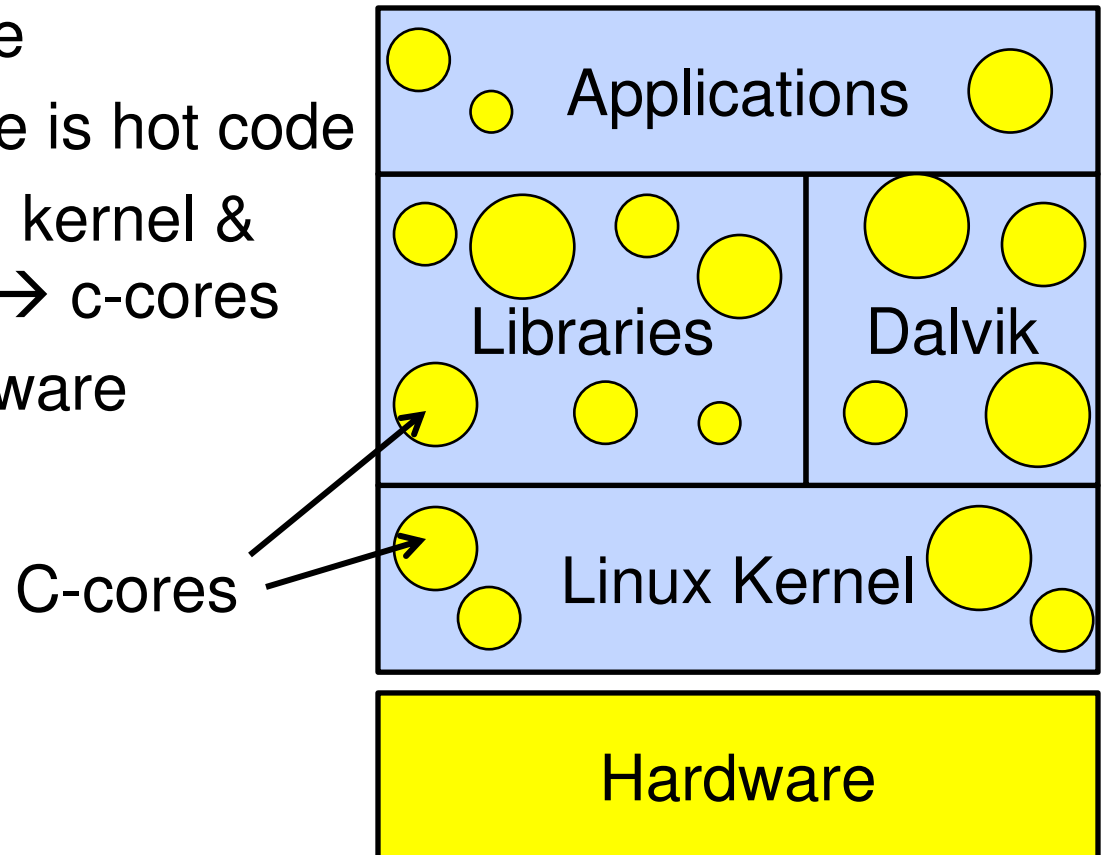 e
e is hot code
kernel &
→ c-cores
ware
C-cores
Applications
Libraries
Dalvik
Linux Kernel
Hardware